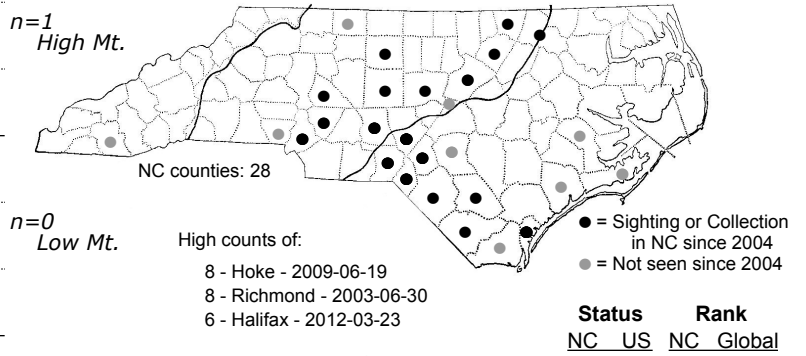 n=1
High Mt.
NC counties: 28
n=0
Low Mt.
High counts of:
8 - Hoke - 2009-06-19
8 - Richmond - 2003-06-30
6 - Halifax - 2012-03-23
= Sighting or Collection
in NC since 2004
= Not seen since 2004
Status Rank
NC US NC Global